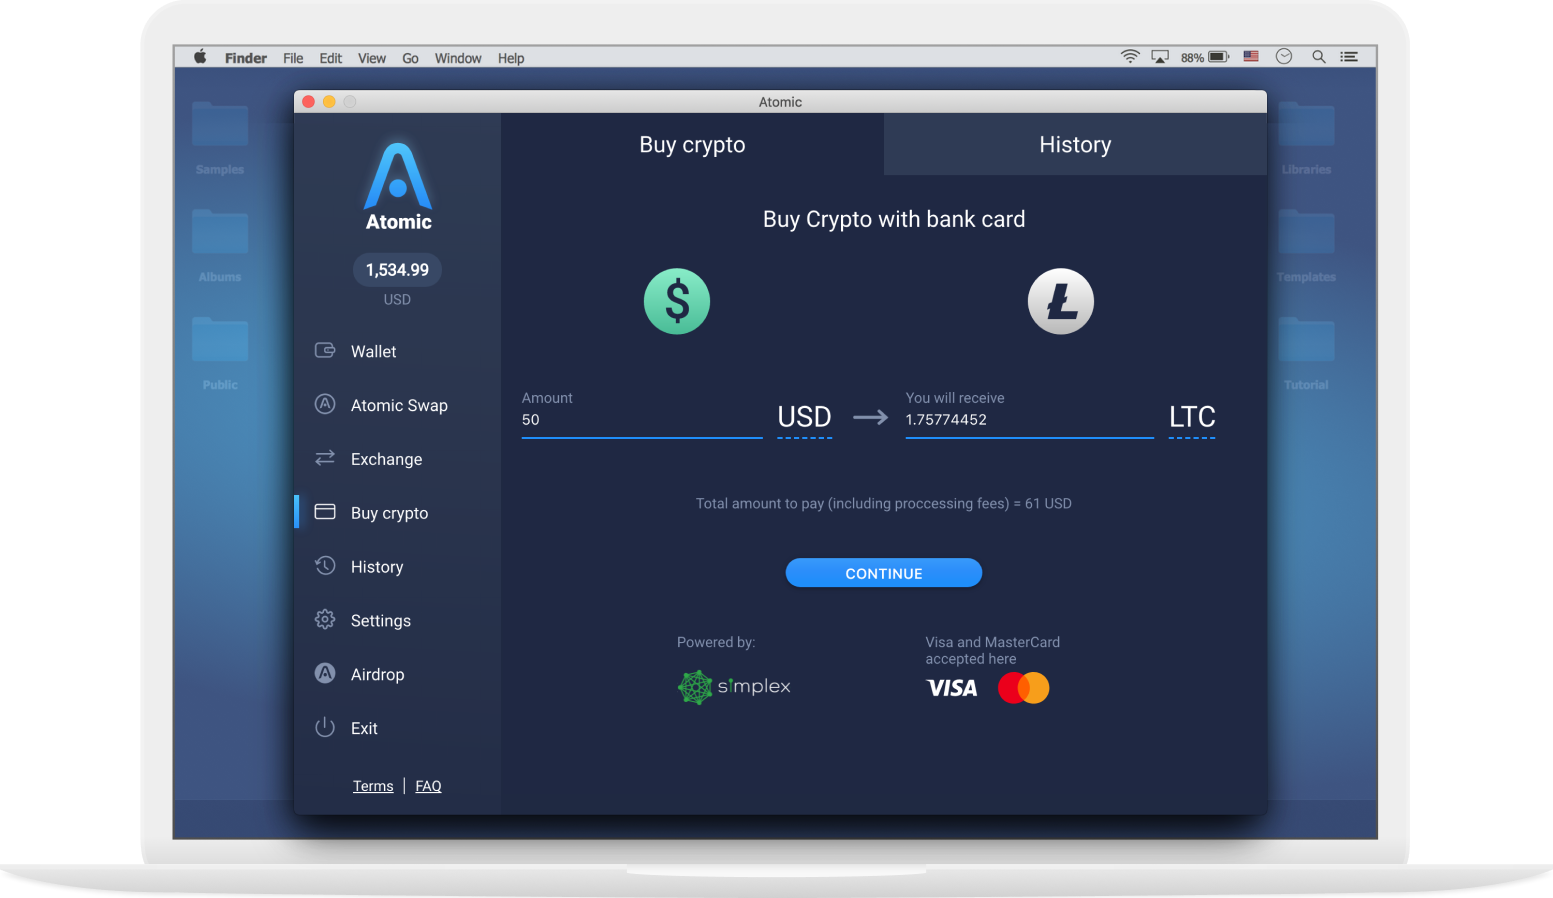 Finder File Edit View Go Window Help 88%
Atomic
Samples
Albums
Public
Libraries
Templates
Tutorial
Atomic
1,534.99
USD
Wallet
Atomic Swap
Exchange
Buy crypto
History
Settings
Airdrop
Exit
Terms | FAQ
Buy crypto
History
Buy Crypto with bank card
$
Ł
Amount
50
USD
You will receive
1.75774452
LTC
Total amount to pay (including proccessing fees) = 61 USD
CONTINUE
Powered by:
simplex
Visa and MasterCard
accepted here
VISA